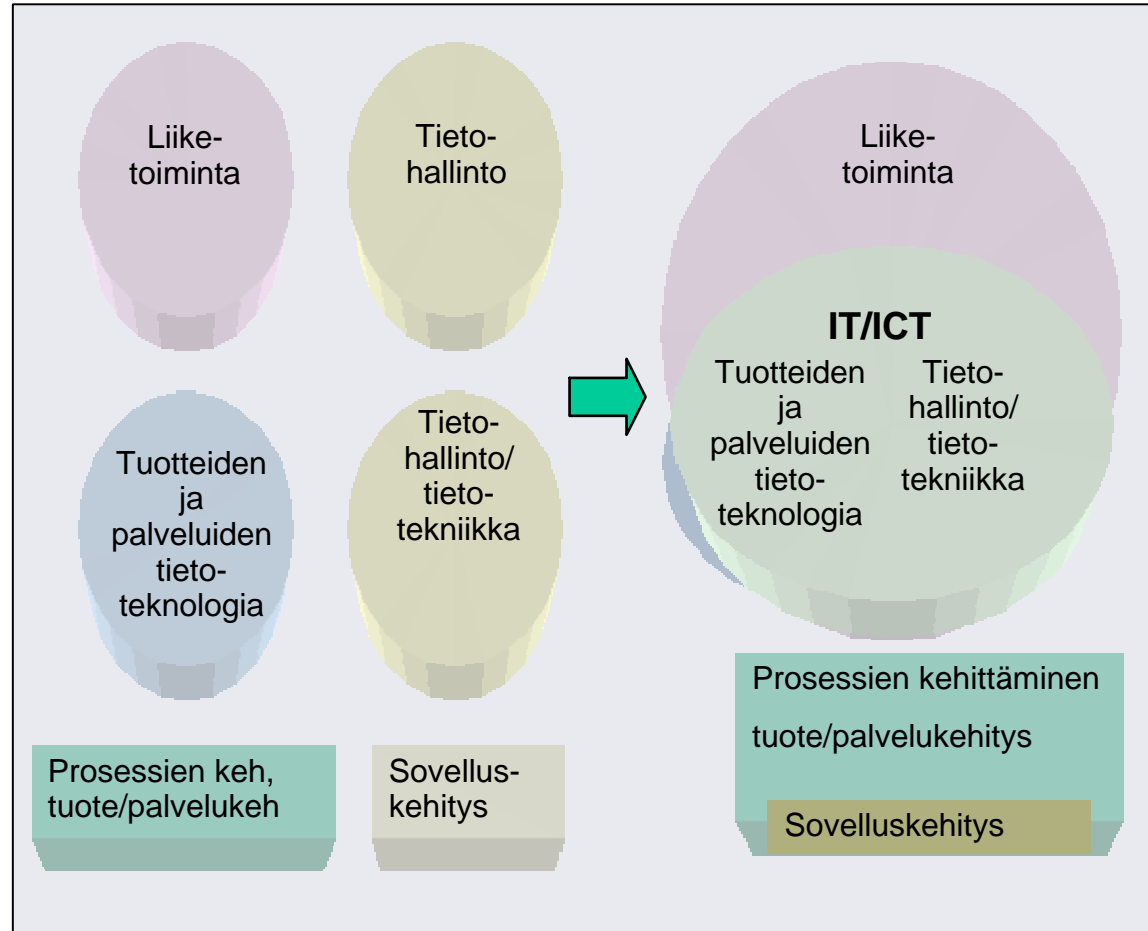 Liike-
toiminta
Tieto-
hallinto
Tuotteiden
ja
palveluiden
tieto-
teknologia
Tieto-
hallinto/
tieto-
tekniikka
Prosessien keh,
tuote/palvelukeh
Sovellus-
kehitys
Liike-
toiminta
IT/ICT
Tuotteiden
ja
palveluiden
tieto-
teknologia
Tieto-
hallinto/
tieto-
tekniikka
Prosessien kehittäminen
tuote/palvelukehitys
Sovelluskehitys